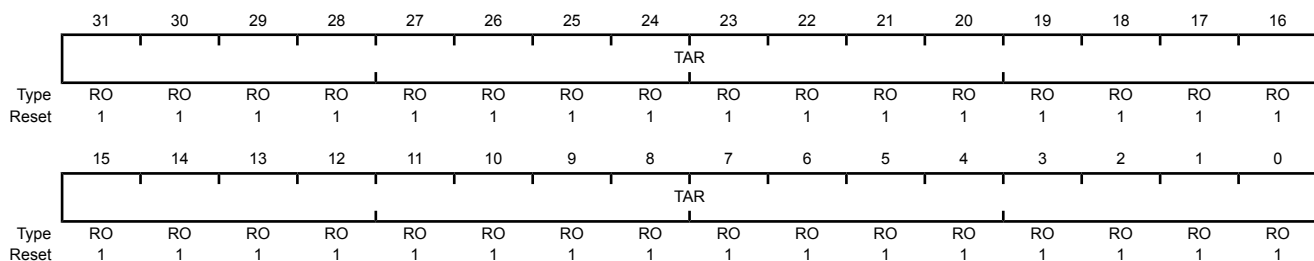 31 30 29 28 27 26 25 24 23 22 21 20 19 18 17 16
TAR
Type RO RO RO RO RO RO RO RO RO RO RO RO RO RO RO RO
Reset 1 1 1 1 1 1 1 1 1 1 1 1 1 1 1 1
15 14 13 12 11 10 9 8 7 6 5 4 3 2 1 0
TAR
Type RO RO RO RO RO RO RO RO RO RO RO RO RO RO RO RO
Reset 1 1 1 1 1 1 1 1 1 1 1 1 1 1 1 1